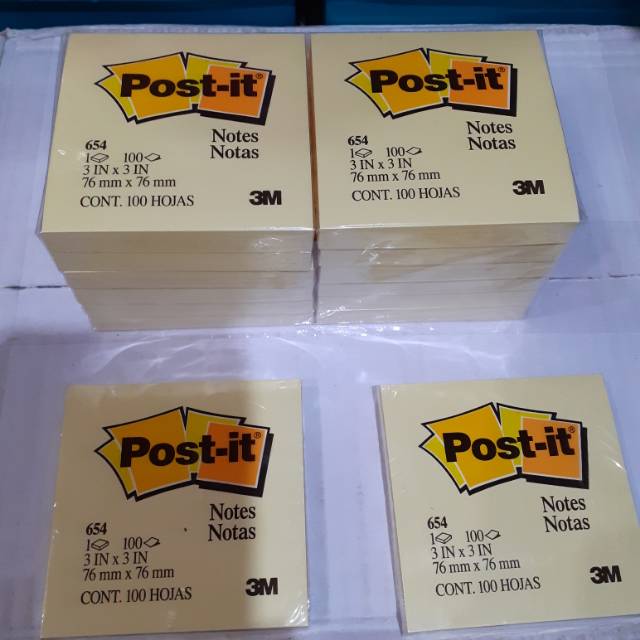 Post-it®
Notes
Notas
654
1 100
3 IN x 3 IN
76 mm x 76 mm
CONT. 100 HOJAS
3M
Post-it®
Notes
Notas
654
1 100
3 IN x 3 IN
76 mm x 76 mm
CONT. 100 HOJAS
3M
Post-it®
Notes
Notas
654
1 100
3 IN x 3 IN
76 mm x 76 mm
CONT. 100 HOJAS
3M
Post-it®
Notes
Notas
654
1 100
3 IN x 3 IN
76 mm x 76 mm
CONT. 100 HOJAS
3M